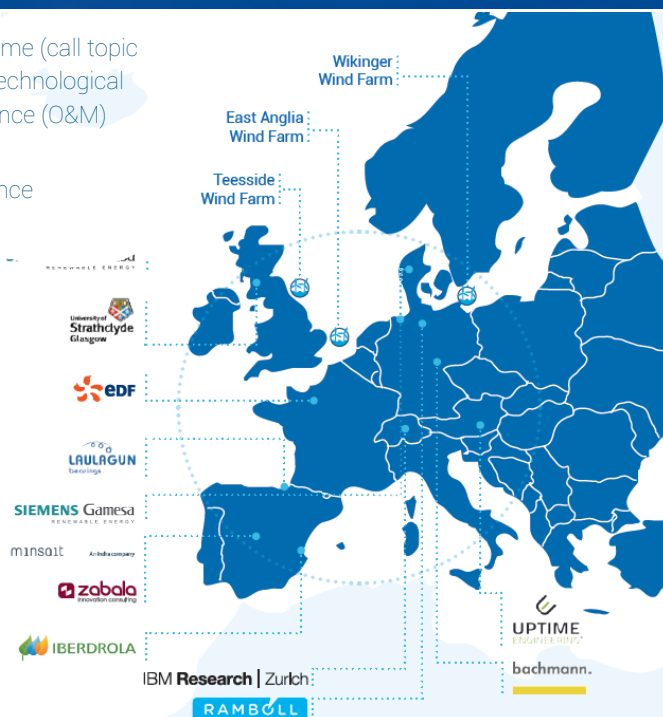 me (call topic
echnological
nce (O&M)
nce
Wikinger
Wind Farm
East Anglia
Wind Farm
Teesside
Wind Farm
RENEWABLE ENERGY
University of
Strathclyde
Glasgow
edf
LAULAGUN
bearings
SIEMENS Gamesa
RENEWABLE ENERGY
minsait An Indra company
zabala
innovation consulting
IBERDROLA
IBM Research | Zurich
RAMBOLL
UPTIME
ENGINEERING
bachmann.